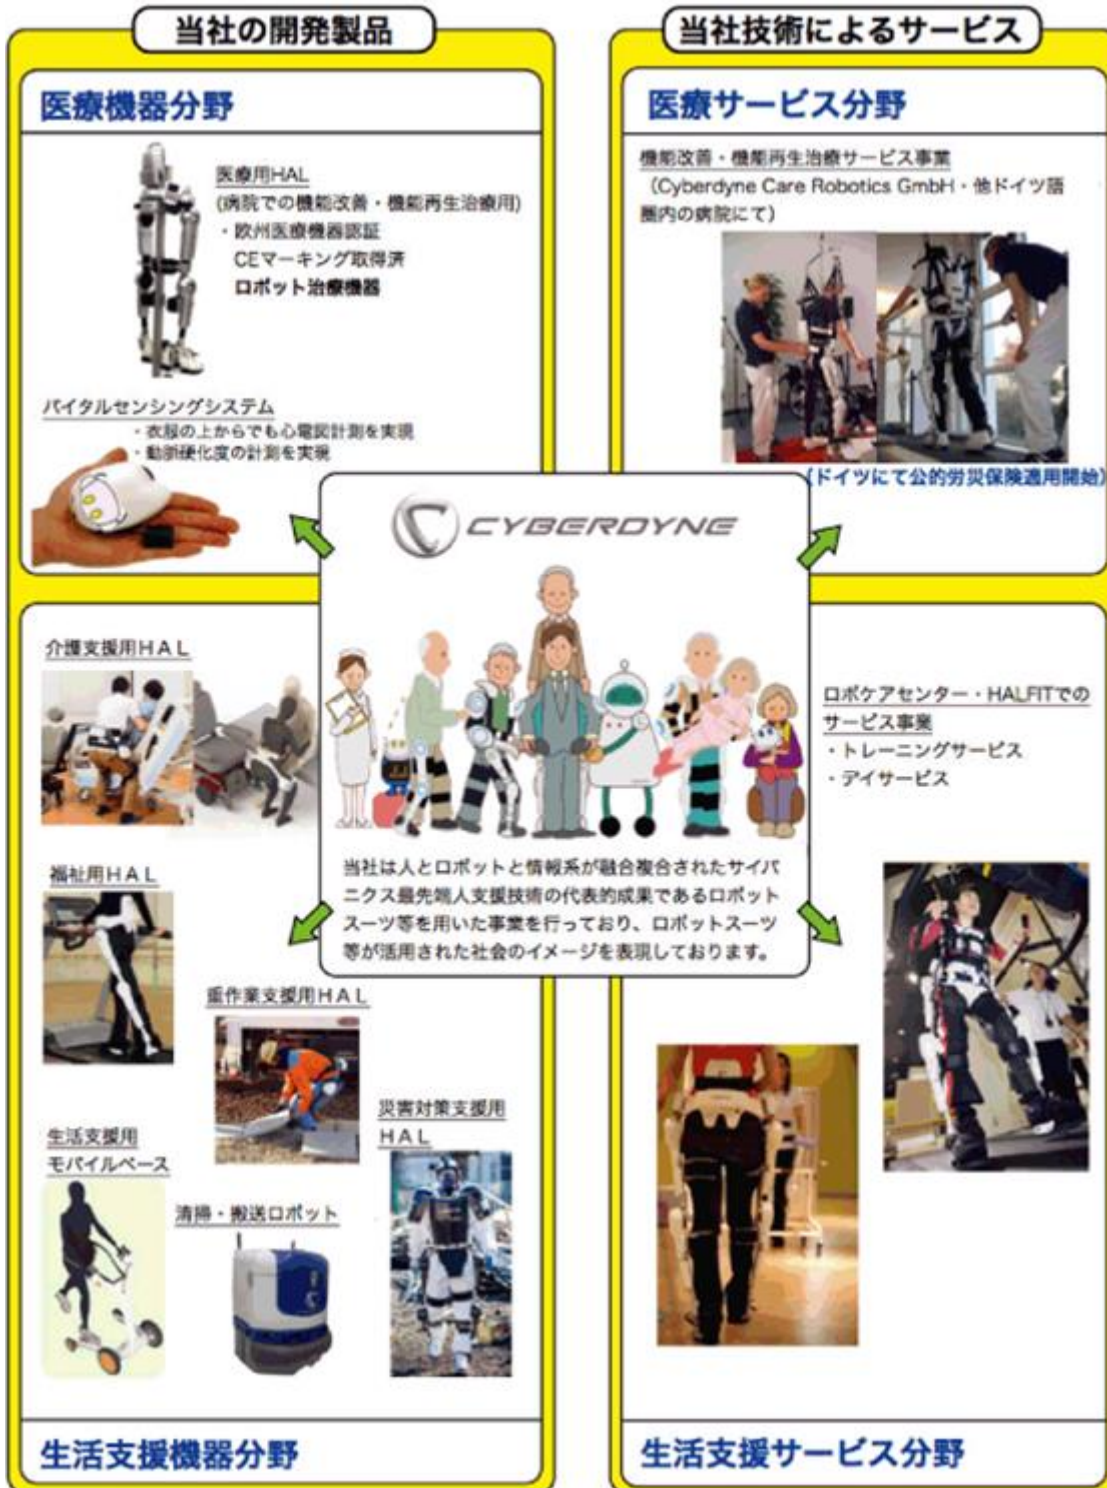 当社の開発製品
医療機器分野
医療用HAL
(病院での機能改善・機能再生治療用)
・欧州医療機器認証
CEマーキング取得済
ロボット治療機器
バイタルセンシングシステム
・衣服の上からでも心電図計測を実現
・動脈硬化度の計測を実現
当社技術によるサービス
医療サービス分野
機能改善・機能再生治療サービス事業
(Cyberdyne Care Robotics GmbH・他ドイツ語
圏内の病院にて)
(ドイツにて公的労災保険適用開始)
CYBERDYNE
当社は人とロボットと情報系が融合複合されたサイバ
ニクス最先端人支援技術の代表的成果であるロボット
スーツ等を用いた事業を行っており、ロボットスーツ
等が活用された社会のイメージを表現しております。
介護支援用ＨＡＬ
福祉用ＨＡＬ
重作業支援用ＨＡＬ
災害対策支援用
ＨＡＬ
生活支援用
モバイルベース
清掃・搬送ロボット
生活支援機器分野
ロボケアセンター・HALFITでの
サービス事業
・トレーニングサービス
・デイサービス
生活支援サービス分野